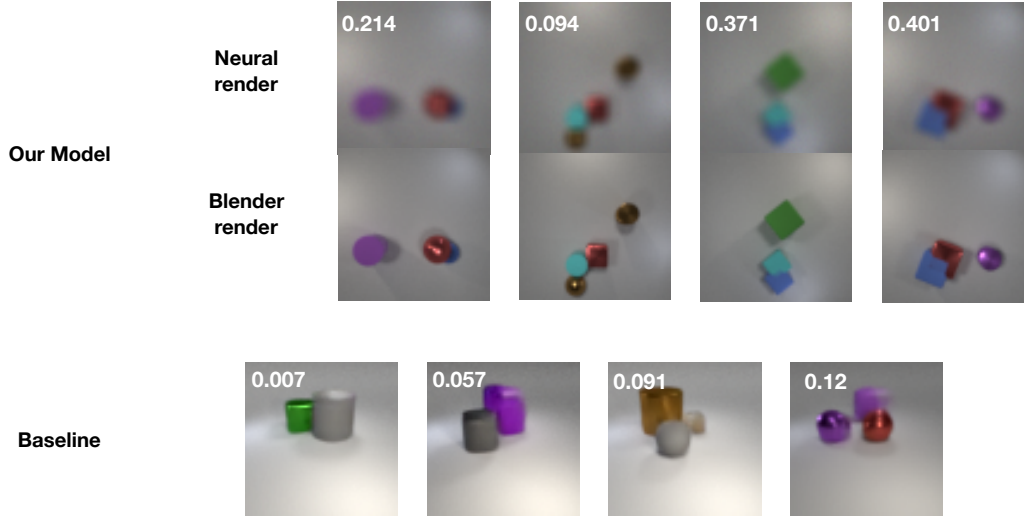 0.214 0.094 0.371 0.401
Neural
render
Our Model
Blender
render
0.007 0.057 0.091 0.12
Baseline